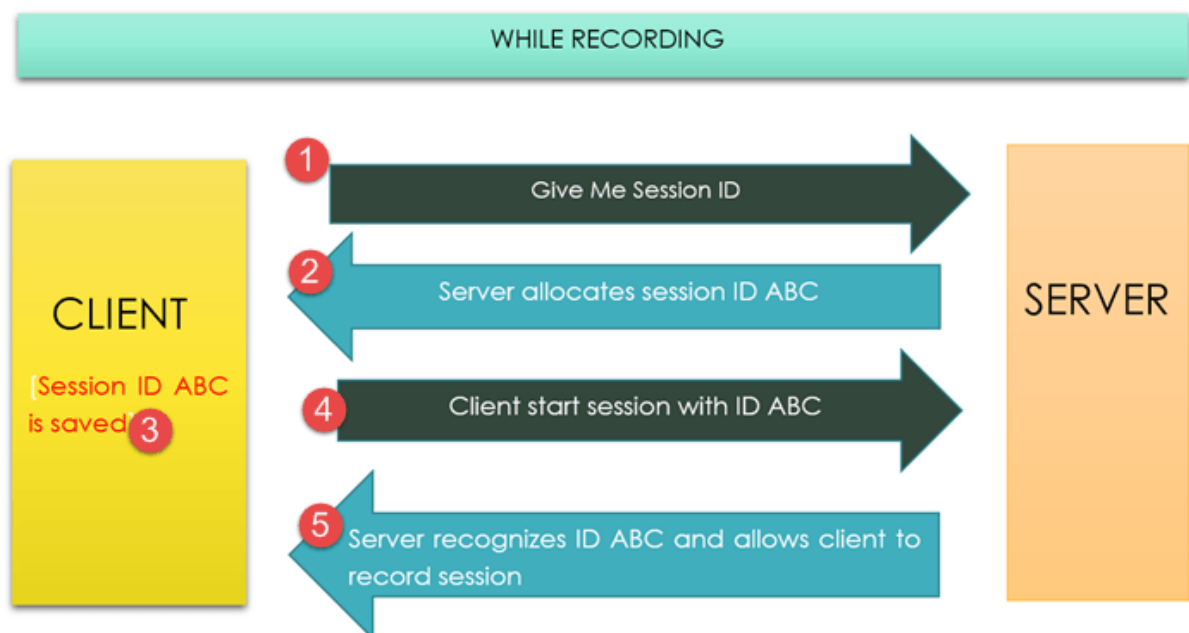 WHILE RECORDING
1
Give Me Session ID
2
Server allocates session ID ABC
CLIENT
SERVER
[Session ID ABC
is saved
3
4
Client start session with ID ABC
5
Server recognizes ID ABC and allows client to
record session